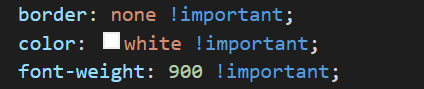 border: none !important;
color: white !important;
font-weight: 900 !important;